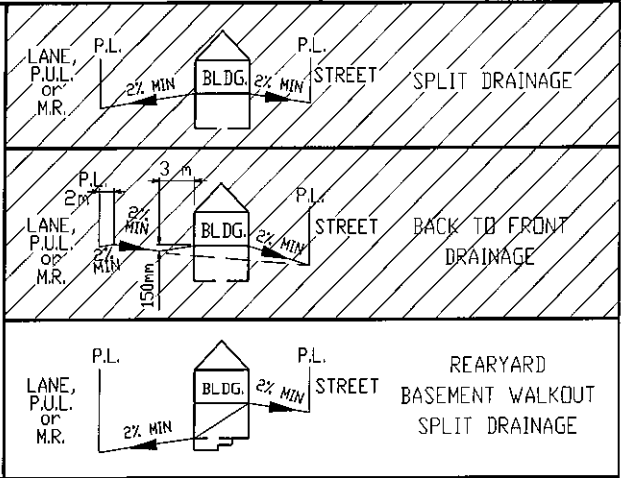 LANE,
P.U.L.
or
M.R.
P.L.
2% MIN
BLDG.
2% MIN
P.L.
STREET
SPLIT DRAINAGE
LANE,
P.U.L.
or
M.R.
P.L.
2m
2% MIN
2% MIN
3 m
150mm
BLDG.
2% MIN
P.L.
STREET
BACK TO FRONT
DRAINAGE
LANE,
P.U.L.
or
M.R.
P.L.
2% MIN
BLDG.
2% MIN
P.L.
STREET
REARYARD
BASEMENT WALKOUT
SPLIT DRAINAGE